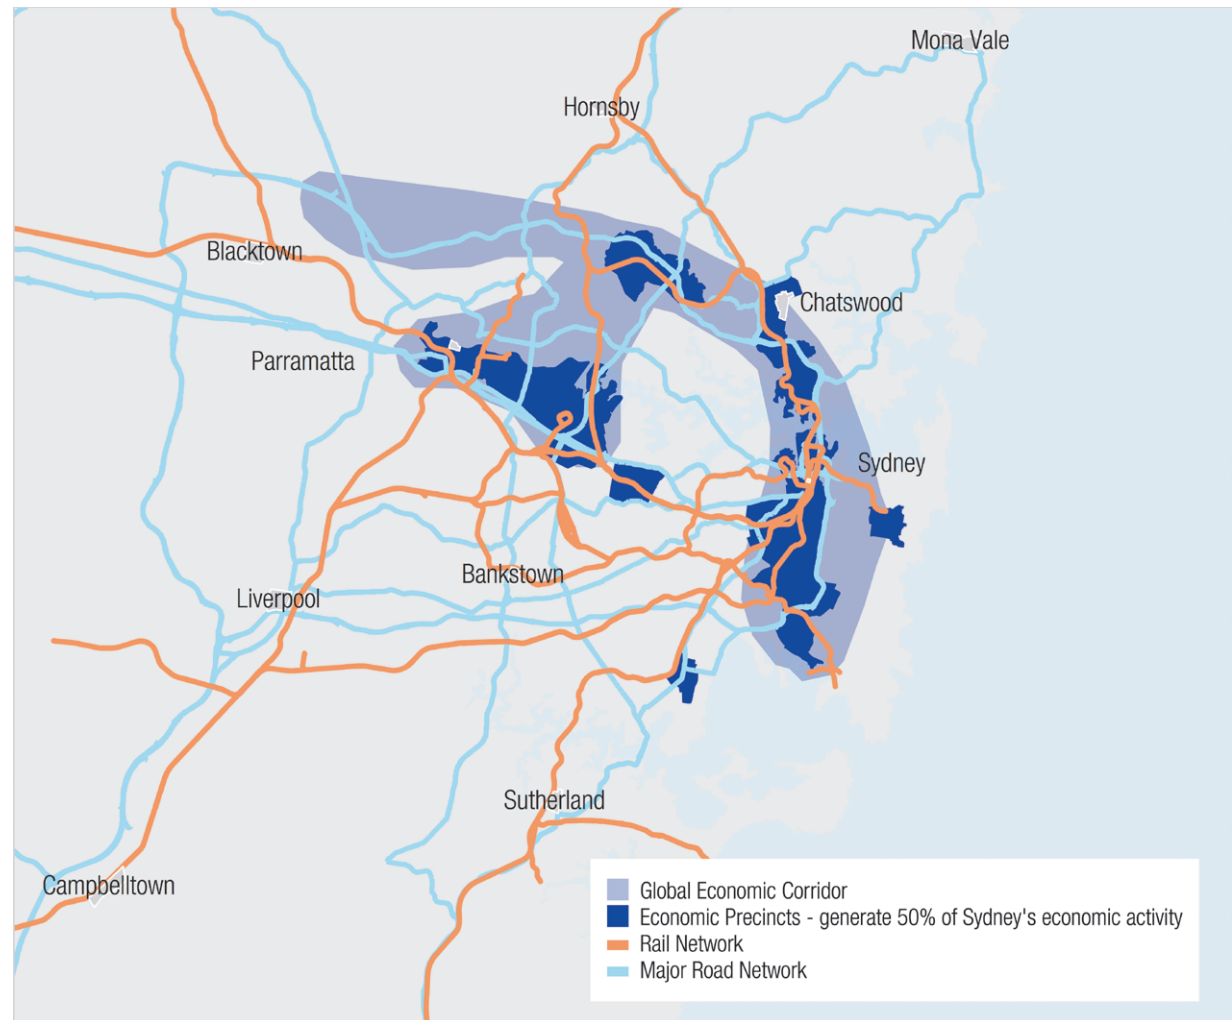 Mona Vale
Hornsby
Blacktown
Chatswood
Parramatta
Sydney
Bankstown
Liverpool
Sutherland
Campbelltown
Global Economic Corridor
Economic Precincts - generate 50% of Sydney's economic activity
Rail Network
Major Road Network